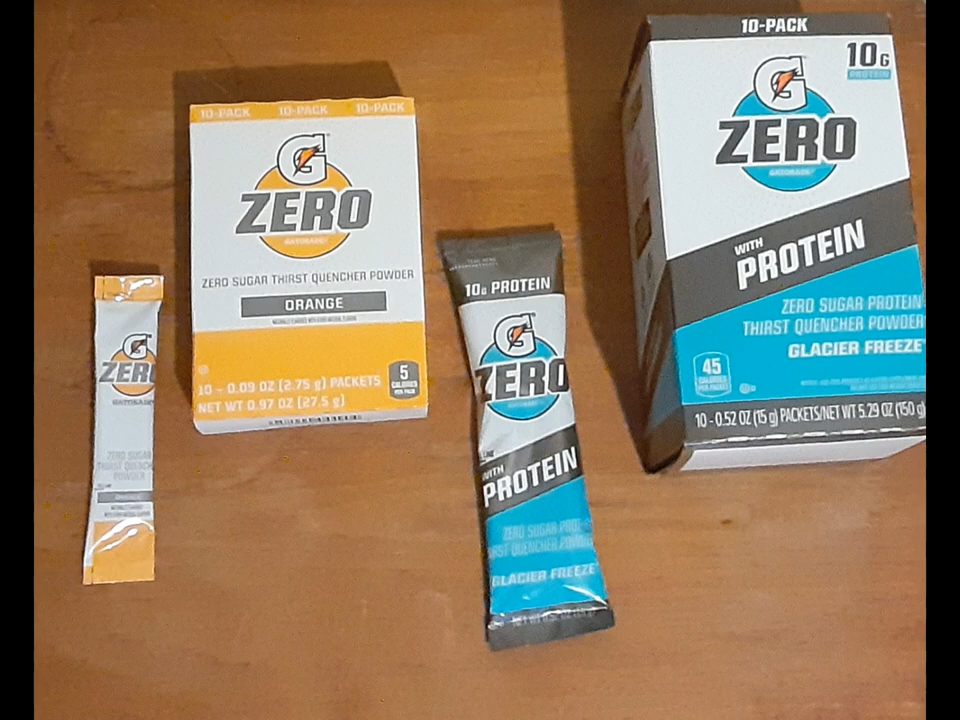 10-PACK 10-PACK 10-PACK
G
ZERO
GATORADE
ZERO SUGAR THIRST QUENCHER POWDER
ORANGE
10 – 0.09 OZ (2.75 g) PACKETS
NET WT 0.97 OZ (27.5 g)
5
CALORIES
PER PACK
G
ZERO
GATORADE
ZERO SUGAR
THIRST QUENCH
POWDER
ORANGE
10G PROTEIN
G
ZERO
WITH
PROTEIN
ZERO SUGAR PROT
RST QUENCHER POWD
GLACIER FREEZE
10-PACK
10G
PROTEIN
G
ZERO
GATORADE
WITH
PROTEIN
ZERO SUGAR PROTEIN
THIRST QUENCHER POWDER
GLACIER FREEZE
45
CALORIES
PER PACKET
10 - 0.52 OZ (15 g) PACKETS/NET WT 5.29 OZ (150 g)